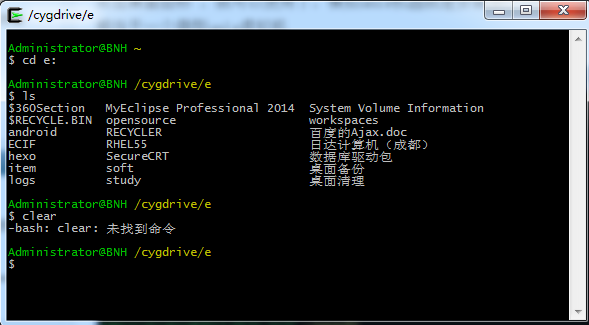 /cygdrive/e
Administrator@BNH ~
$ cd e:
Administrator@BNH /cygdrive/e
$ ls
$360Section MyEclipse Professional 2014 System Volume Information
$RECYCLE.BIN opensource workspaces
android RECYCLER 百度的Ajax.doc
ECIF RHEL55 日达计算机（成都）
hexo SecureCRT 数据库驱动包
item soft 桌面备份
logs study 桌面清理
Administrator@BNH /cygdrive/e
$ clear
-bash: clear: 未找到命令
Administrator@BNH /cygdrive/e
$